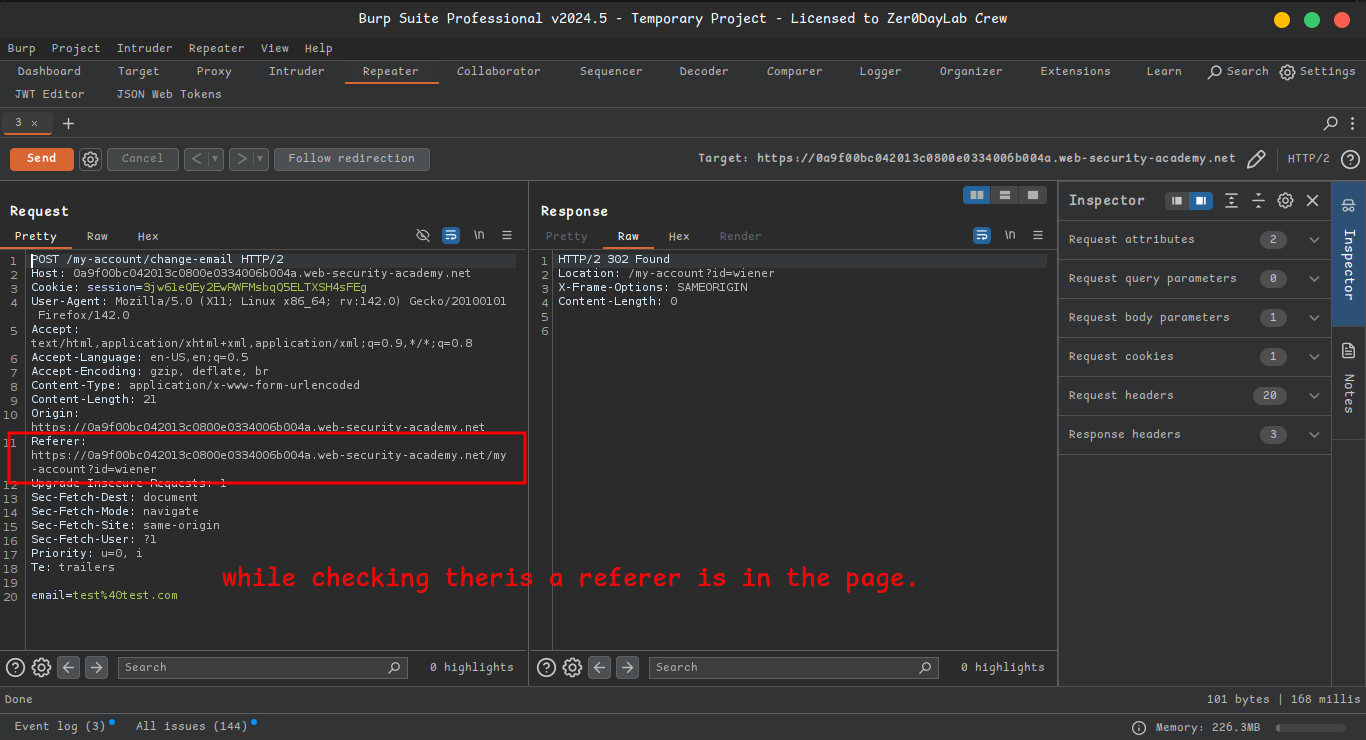 Burp Suite Professional v2024.5 - Temporary Project - Licensed to Zer0DayLab Crew
Burp Project Intruder Repeater View Help
Dashboard Target Proxy Intruder Repeater Collaborator Sequencer Decoder Comparer Logger Organizer Extensions Learn Search Settings
JWT Editor JSON Web Tokens
3 × +
Send Cancel < > Follow redirection Target: https://0a9f00bc042013c0800e0334006b004a.web-security-academy.net HTTP/2
Request
Pretty Raw Hex \n
1 POST /my-account/change-email HTTP/2
2 Host: 0a9f00bc042013c0800e0334006b004a.web-security-academy.net
3 Cookie: session=3jw6leQEy2EwRWFMsbqQ5ELTXSH4sFEg
4 User-Agent: Mozilla/5.0 (X11; Linux x86_64; rv:142.0) Gecko/20100101
Firefox/142.0
5 Accept:
text/html,application/xhtml+xml,application/xml;q=0.9,*/*;q=0.8
6 Accept-Language: en-US,en;q=0.5
7 Accept-Encoding: gzip, deflate, br
8 Content-Type: application/x-www-form-urlencoded
9 Content-Length: 21
10 Origin:
https://0a9f00bc042013c0800e0334006b004a.web-security-academy.net
11 Referer:
https://0a9f00bc042013c0800e0334006b004a.web-security-academy.net/my
-account?id=wiener
12 Upgrade-Insecure-Requests: 1
13 Sec-Fetch-Dest: document
14 Sec-Fetch-Mode: navigate
15 Sec-Fetch-Site: same-origin
16 Sec-Fetch-User: ?1
17 Priority: u=0, i
18 Te: trailers
19
20 email=test%40test.com
while checking theris a referer is in the page.
Search 0 highlights
Response
Pretty Raw Hex Render \n
1 HTTP/2 302 Found
2 Location: /my-account?id=wiener
3 X-Frame-Options: SAMEORIGIN
4 Content-Length: 0
5
6
Search 0 highlights
Inspector
Request attributes 2
Request query parameters 0
Request body parameters 1
Request cookies 1
Request headers 20
Response headers 3
Inspector
Notes
Done 101 bytes | 168 millis
Event log (3) All issues (144) Memory: 226.3MB